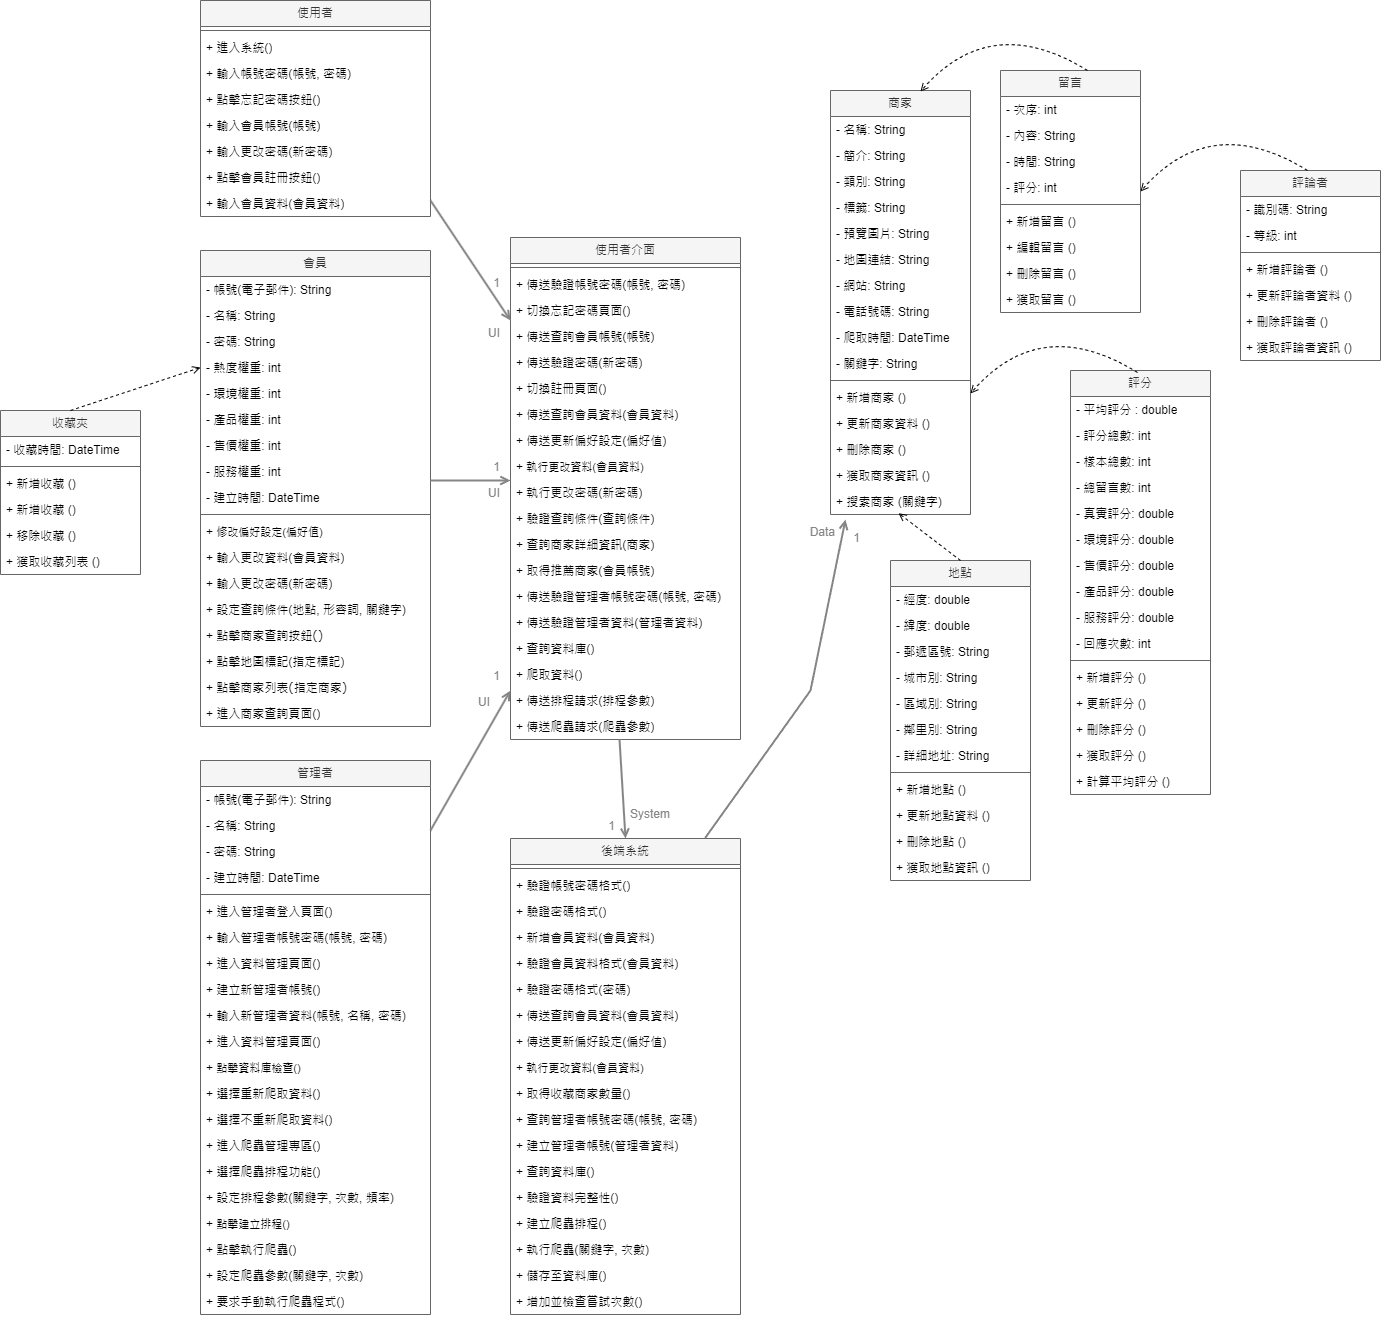 使用者
+ 進入系統()
+ 輸入帳號密碼(帳號, 密碼)
+ 點擊忘記密碼按鈕()
+ 輸入會員帳號(帳號)
+ 輸入更改密碼(新密碼)
+ 點擊會員註冊按鈕()
+ 輸入會員資料(會員資料)
會員
- 帳號(電子郵件): String
- 名稱: String
- 密碼: String
- 熱度權重: int
- 環境權重: int
- 產品權重: int
- 售價權重: int
- 服務權重: int
- 建立時間: DateTime
+ 修改偏好設定(偏好值)
+ 輸入更改資料(會員資料)
+ 輸入更改密碼(新密碼)
+ 設定查詢條件(地點, 形容詞, 關鍵字)
+ 點擊商家查詢按鈕()
+ 點擊地圖標記(指定標記)
+ 點擊商家列表(指定商家)
+ 進入商家查詢頁面()
收藏夾
- 收藏時間: DateTime
+ 新增收藏 ()
+ 新增收藏 ()
+ 移除收藏 ()
+ 獲取收藏列表 ()
管理者
- 帳號(電子郵件): String
- 名稱: String
- 密碼: String
- 建立時間: DateTime
+ 進入管理者登入頁面()
+ 輸入管理者帳號密碼(帳號, 密碼)
+ 進入資料管理頁面()
+ 建立新管理者帳號()
+ 輸入新管理者資料(帳號, 名稱, 密碼)
+ 進入資料管理頁面()
+ 點擊資料庫檢查()
+ 選擇重新爬取資料()
+ 選擇不重新爬取資料()
+ 進入爬蟲管理專區()
+ 選擇爬蟲排程功能()
+ 設定排程參數(關鍵字, 次數, 頻率)
+ 點擊建立排程()
+ 點擊執行爬蟲()
+ 設定爬蟲參數(關鍵字, 次數)
+ 要求手動執行爬蟲程式()
1
UI
1
UI
1
UI
使用者介面
+ 傳送驗證帳號密碼(帳號, 密碼)
+ 切換忘記密碼頁面()
+ 傳送查詢會員帳號(帳號)
+ 傳送驗證密碼(新密碼)
+ 切換註冊頁面()
+ 傳送查詢會員資料(會員資料)
+ 傳送更新偏好設定(偏好值)
+ 執行更改資料(會員資料)
+ 執行更改密碼(新密碼)
+ 驗證查詢條件(查詢條件)
+ 查詢商家詳細資訊(商家)
+ 取得推薦商家(會員帳號)
+ 傳送驗證管理者帳號密碼(帳號, 密碼)
+ 傳送驗證管理者資料(管理者資料)
+ 查詢資料庫()
+ 爬取資料()
+ 傳送排程請求(排程參數)
+ 傳送爬蟲請求(爬蟲參數)
System
1
後端系統
+ 驗證帳號密碼格式()
+ 驗證密碼格式()
+ 新增會員資料(會員資料)
+ 驗證會員資料格式(會員資料)
+ 驗證密碼格式(密碼)
+ 傳送查詢會員資料(會員資料)
+ 傳送更新偏好設定(偏好值)
+ 執行更改資料(會員資料)
+ 取得收藏商家數量()
+ 查詢管理者帳號密碼(帳號, 密碼)
+ 建立管理者帳號(管理者資料)
+ 查詢資料庫()
+ 驗證資料完整性()
+ 建立爬蟲排程()
+ 執行爬蟲(關鍵字, 次數)
+ 儲存至資料庫()
+ 增加並檢查嘗試次數()
商家
- 名稱: String
- 簡介: String
- 類別: String
- 標籤: String
- 預覽圖片: String
- 地圖連結: String
- 網站: String
- 電話號碼: String
- 爬取時間: DateTime
- 關鍵字: String
+ 新增商家 ()
+ 更新商家資料 ()
+ 刪除商家 ()
+ 獲取商家資訊 ()
+ 搜索商家 (關鍵字)
Data
1
地點
- 經度: double
- 緯度: double
- 郵遞區號: String
- 城市別: String
- 區域別: String
- 鄰里別: String
- 詳細地址: String
+ 新增地點 ()
+ 更新地點資料 ()
+ 刪除地點 ()
+ 獲取地點資訊 ()
留言
- 次序: int
- 內容: String
- 時間: String
- 評分: int
+ 新增留言 ()
+ 編輯留言 ()
+ 刪除留言 ()
+ 獲取留言 ()
評論者
- 識別碼: String
- 等級: int
+ 新增評論者 ()
+ 更新評論者資料 ()
+ 刪除評論者 ()
+ 獲取評論者資訊 ()
評分
- 平均評分 : double
- 評分總數: int
- 樣本總數: int
- 總留言數: int
- 真實評分: double
- 環境評分: double
- 售價評分: double
- 產品評分: double
- 服務評分: double
- 回應次數: int
+ 新增評分 ()
+ 更新評分 ()
+ 刪除評分 ()
+ 獲取評分 ()
+ 計算平均評分 ()